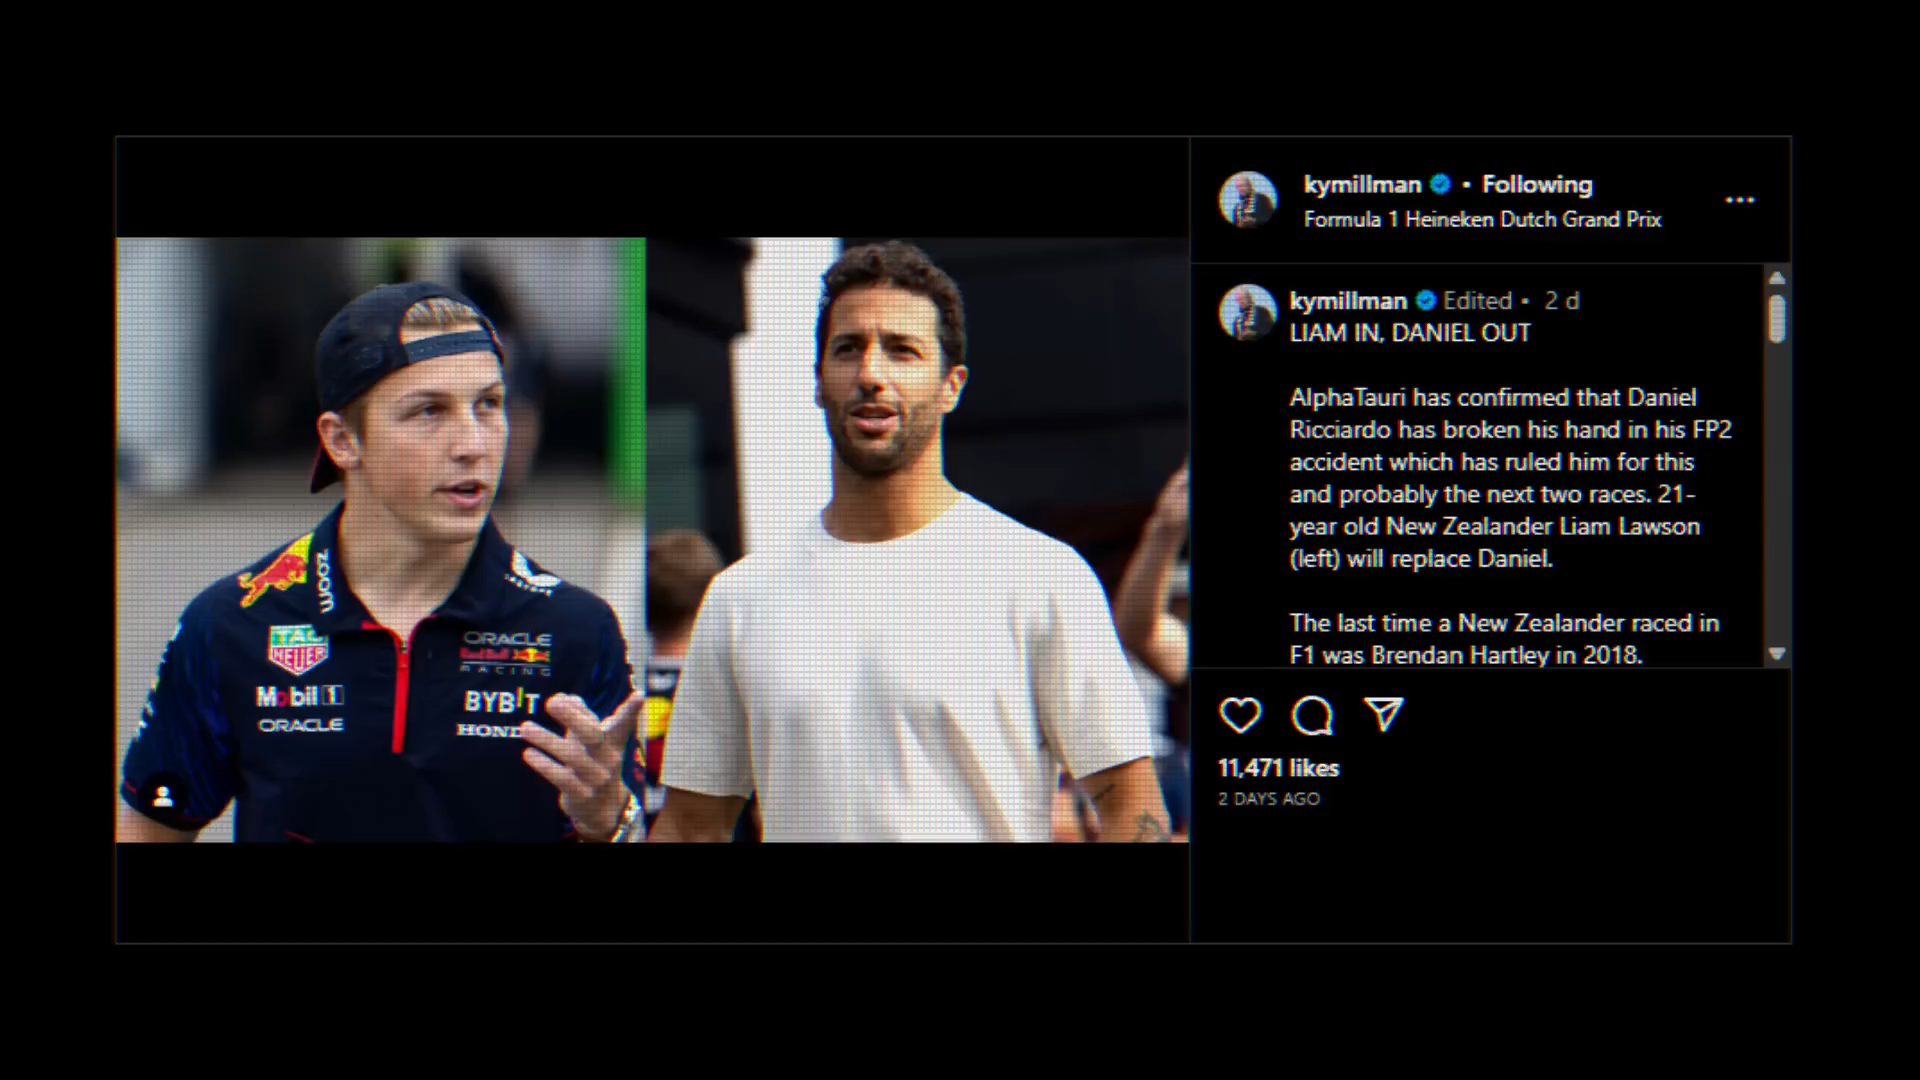 kymillman • Following
Formula 1 Heineken Dutch Grand Prix
kymillman Edited • 2 d
LIAM IN, DANIEL OUT
AlphaTauri has confirmed that Daniel
Ricciardo has broken his hand in his FP2
accident which has ruled him for this
and probably the next two races. 21-
year old New Zealander Liam Lawson
(left) will replace Daniel.
The last time a New Zealander raced in
F1 was Brendan Hartley in 2018.
11,471 likes
2 DAYS AGO
ZOOM
TAG
HEUER
Mobil 1
ORACLE
ORACLE
Red Bull
RACING
BYBIT
HOND